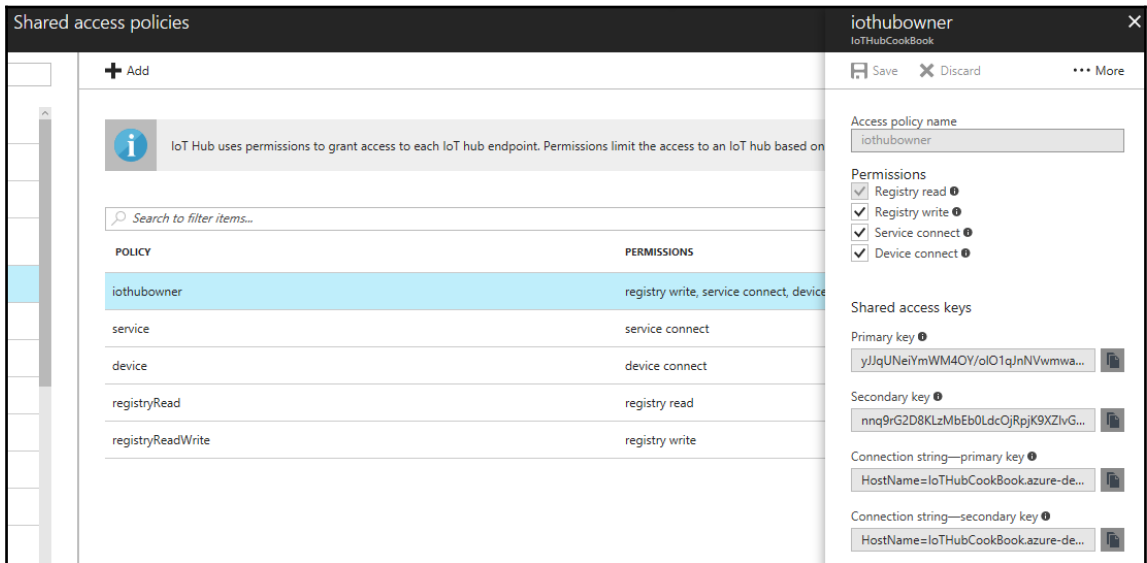 Shared access policies
Add
IoT Hub uses permissions to grant access to each IoT hub endpoint. Permissions limit the access to an IoT hub based on
Search to filter items...
POLICY PERMISSIONS
iothubowner registry write, service connect, device
service service connect
device device connect
registryRead registry read
registryReadWrite registry write
iothubowner
IoTHubCookBook
Save Discard ••• More
Access policy name
iothubowner
Permissions
Registry read
Registry write
Service connect
Device connect
Shared access keys
Primary key
yJJqUNeiYmWM4OY/oIO1qJnNVwmwa...
Secondary key
nnq9rG2D8KLzMbEb0LdcOjRpjK9XZlvG...
Connection string—primary key
HostName=IoTHubCookBook.azure-de...
Connection string—secondary key
HostName=IoTHubCookBook.azure-de...